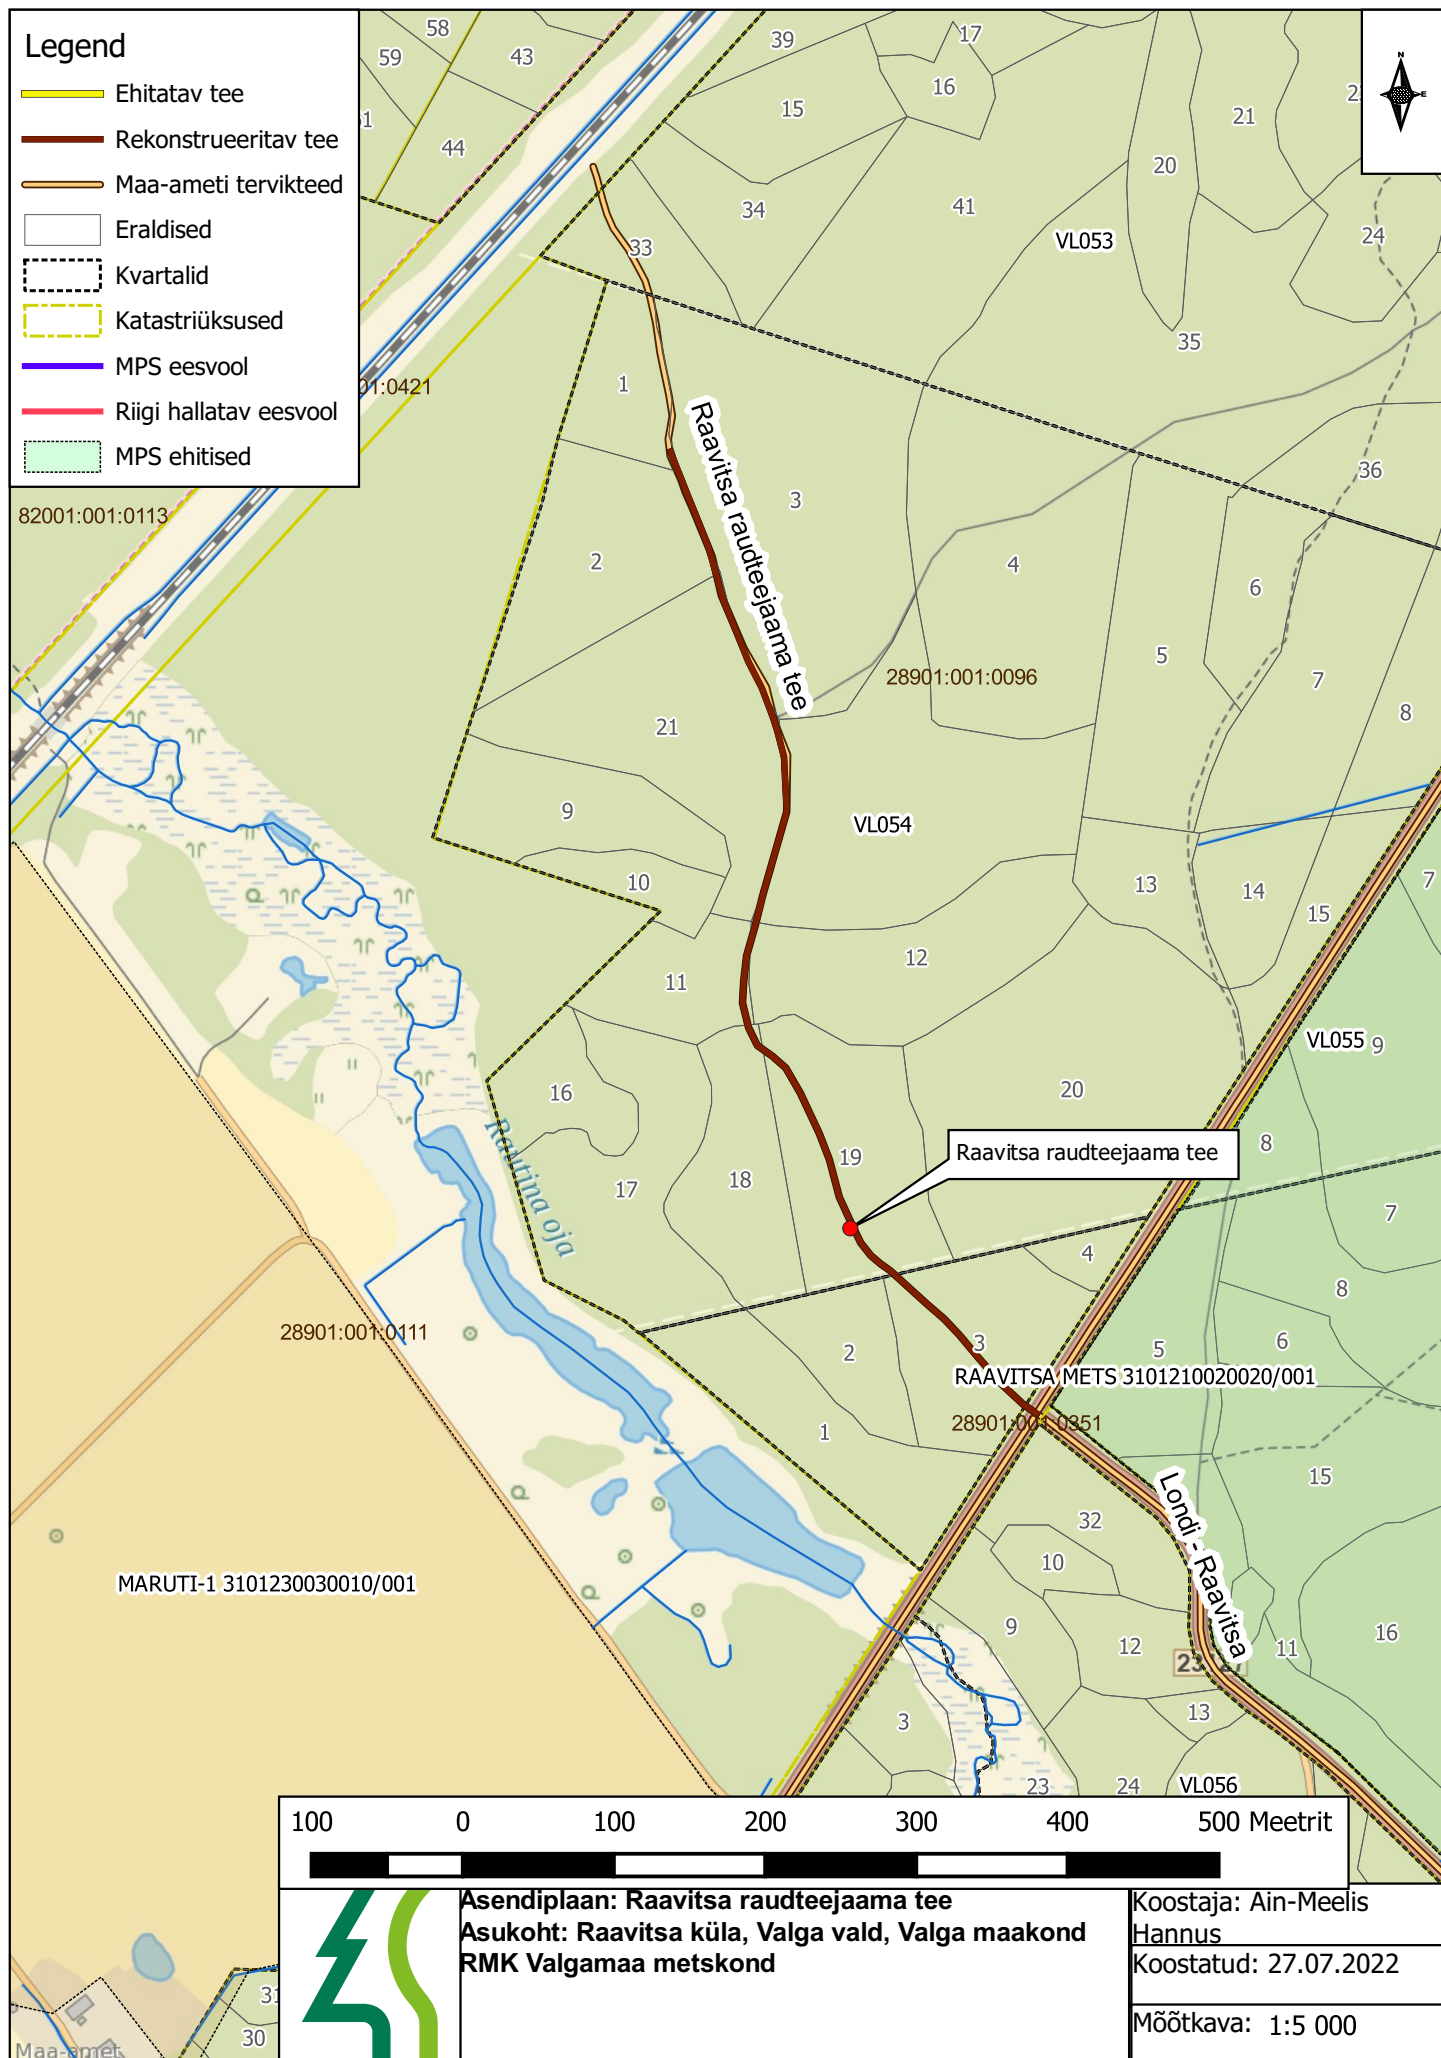 Legend
Ehitatav tee
Rekonstrueeritav tee
Maa-ameti tervikteed
Eraldised
Kvartalid
Katastriüksused
MPS eesvool
Riigi hallatav eesvool
MPS ehitised
58
59
43
44
39
17
16
15
21
20
34
41
33
24
N
E
VL053
35
01:0421
1
36
3
82001:001:0113
2
4
6
5
7
28901:001:0096
8
21
Raavitsa raudteejaama tee
9
VL054
10
13
14
15
7
12
11
VL055
9
16
20
8
19
Raavitsa raudteejaama tee
18
17
7
Rautina oja
4
8
28901:001:0111
2
3
5
6
RAAVITSA METS 3101210020020/001
28901:001:0351
1
15
Londi - Raavitsa
32
10
MARUTI-1 3101230030010/001
9
12
11
16
3
13
23
24
VL056
100 0 100 200 300 400 500 Meetrit
Asendiplaan: Raavitsa raudteejaama tee
Asukoht: Raavitsa küla, Valga vald, Valga maakond
RMK Valgamaa metskond
Koostaja: Ain-Meelis
Hannus
Koostatud: 27.07.2022
Mõõtkava: 1:5 000
30
Maa-amet